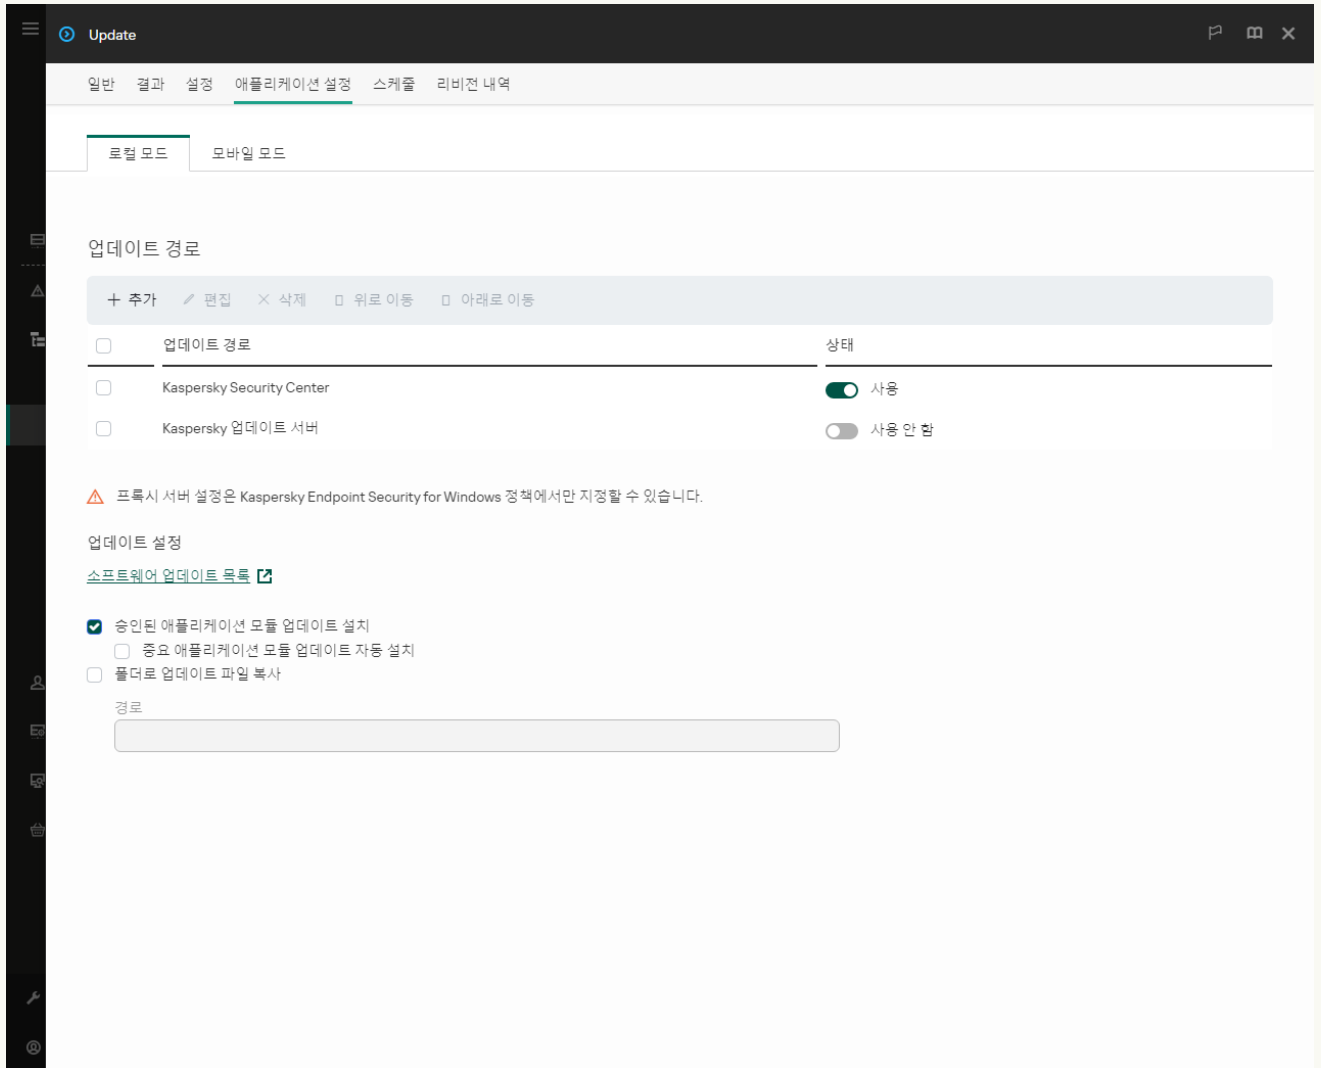 Update
일반 결과 설정 애플리케이션 설정 스케줄 리비전 내역
로컬 모드 모바일 모드
업데이트 경로
추가 편집 삭제 위로 이동 아래로 이동
업데이트 경로 상태
Kaspersky Security Center 사용
Kaspersky 업데이트 서버 사용 안 함
프록시 서버 설정은 Kaspersky Endpoint Security for Windows 정책에서만 지정할 수 있습니다.
업데이트 설정
소프트웨어 업데이트 목록
승인된 애플리케이션 모듈 업데이트 설치
중요 애플리케이션 모듈 업데이트 자동 설치
폴더로 업데이트 파일 복사
경로